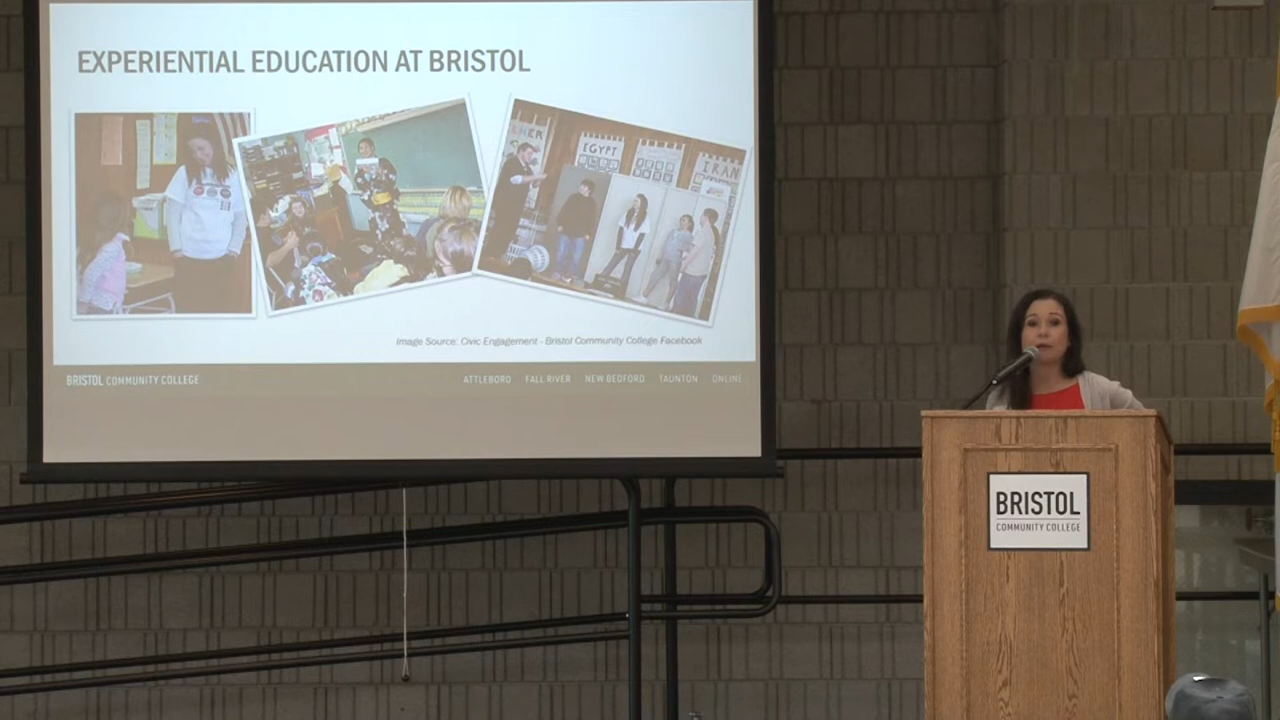 EXPERIENTIAL EDUCATION AT BRISTOL
EGYPT
IRAN
Image Source: Civic Engagement - Bristol Community College Facebook
BRISTOL COMMUNITY COLLEGE
ATTLEBORO FALL RIVER NEW BEDFORD TAUNTON ONLINE
BRISTOL
COMMUNITY COLLEGE